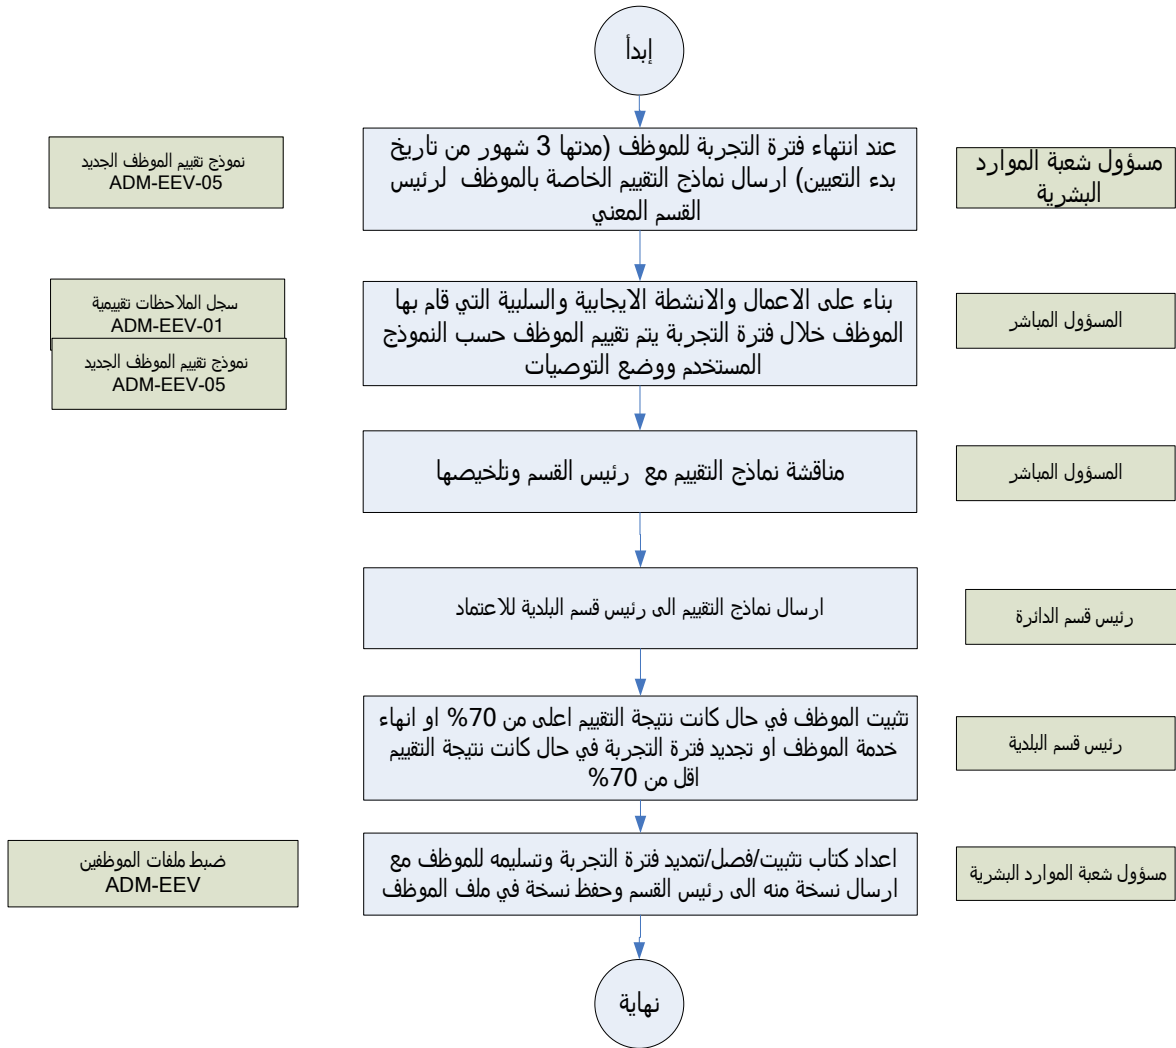 إبدأ
مسؤول شعبة الموارد
البشرية
عند انتهاء فترة التجربة للموظف (مدتها 3 شهور من تاريخ
بدء التعيين) ارسال نماذج التقييم الخاصة بالموظف لرئيس
القسم المعني
نموذج تقييم الموظف الجديد
ADM-EEV-05
المسؤول المباشر
بناء على الاعمال والانشطة الايجابية والسلبية التي قام بها
الموظف خلال فترة التجربة يتم تقييم الموظف حسب النموذج
المستخدم ووضع التوصيات
سجل الملاحظات تقييمية
ADM-EEV-01
نموذج تقييم الموظف الجديد
ADM-EEV-05
المسؤول المباشر
مناقشة نماذج التقييم مع رئيس القسم وتلخيصها
رئيس قسم الدائرة
ارسال نماذج التقييم الى رئيس قسم البلدية للاعتماد
رئيس قسم البلدية
تثبيت الموظف في حال كانت نتيجة التقييم اعلى من 70% او انهاء
خدمة الموظف او تجديد فترة التجربة في حال كانت نتيجة التقييم
اقل من 70%
مسؤول شعبة الموارد البشرية
اعداد كتاب تثبيت/فصل/تمديد فترة التجربة وتسليمه للموظف مع
ارسال نسخة منه الى رئيس القسم وحفظ نسخة في ملف الموظف
ضبط ملفات الموظفين
ADM-EEV
نهاية